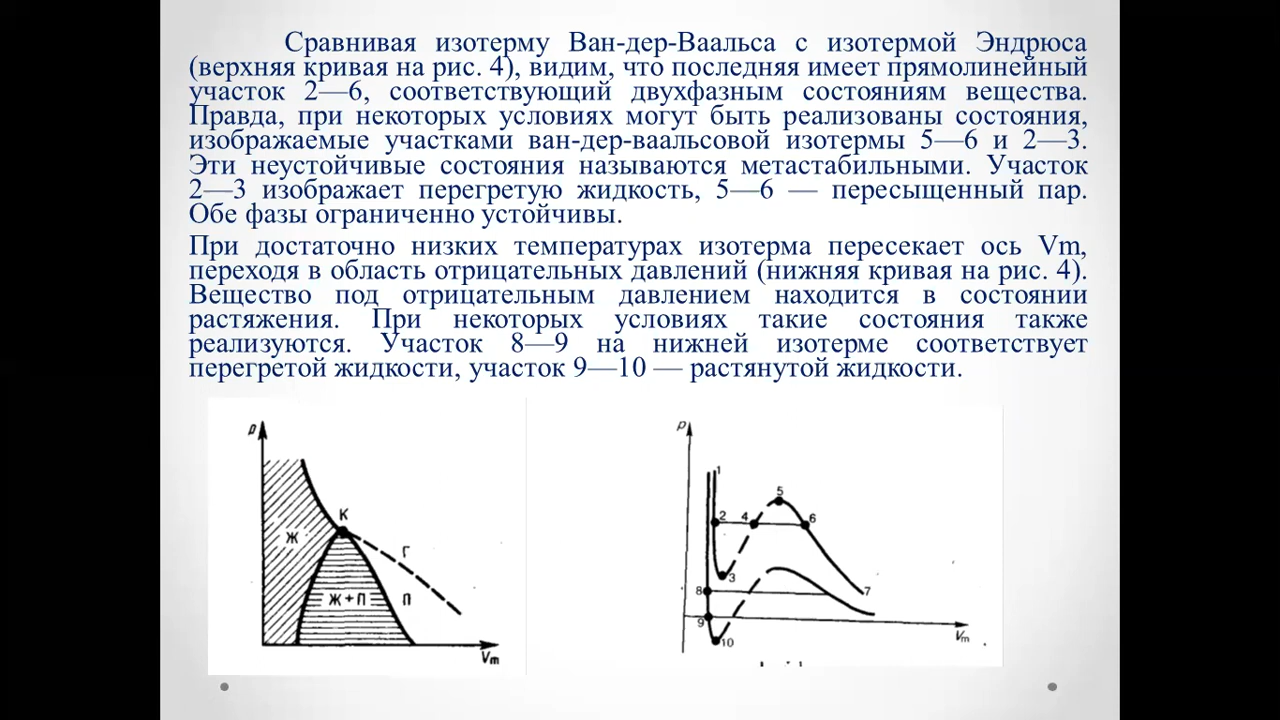 Сравнивая изотерму Ван-дер-Ваальса с изотермой Эндрюса
(верхняя кривая на рис. 4), видим, что последняя имеет прямолинейный
участок 2—6, соответствующий двухфазным состояниям вещества.
Правда, при некоторых условиях могут быть реализованы состояния,
изображаемые участками ван-дер-ваальсовой изотермы 5—6 и 2—3.
Эти неустойчивые состояния называются метастабильными. Участок
2—3 изображает перегретую жидкость, 5—6 — пересыщенный пар.
Обе фазы ограниченно устойчивы.
При достаточно низких температурах изотерма пересекает ось Vm,
переходя в область отрицательных давлений (нижняя кривая на рис. 4).
Вещество под отрицательным давлением находится в состоянии
растяжения. При некоторых условиях такие состояния также
реализуются. Участок 8—9 на нижней изотерме соответствует
перегретой жидкости, участок 9—10 — растянутой жидкости.
p
К
Ж
Г
Ж+П
П
Vm
p
1
5
2
4
6
3
8
7
9
10
Vm